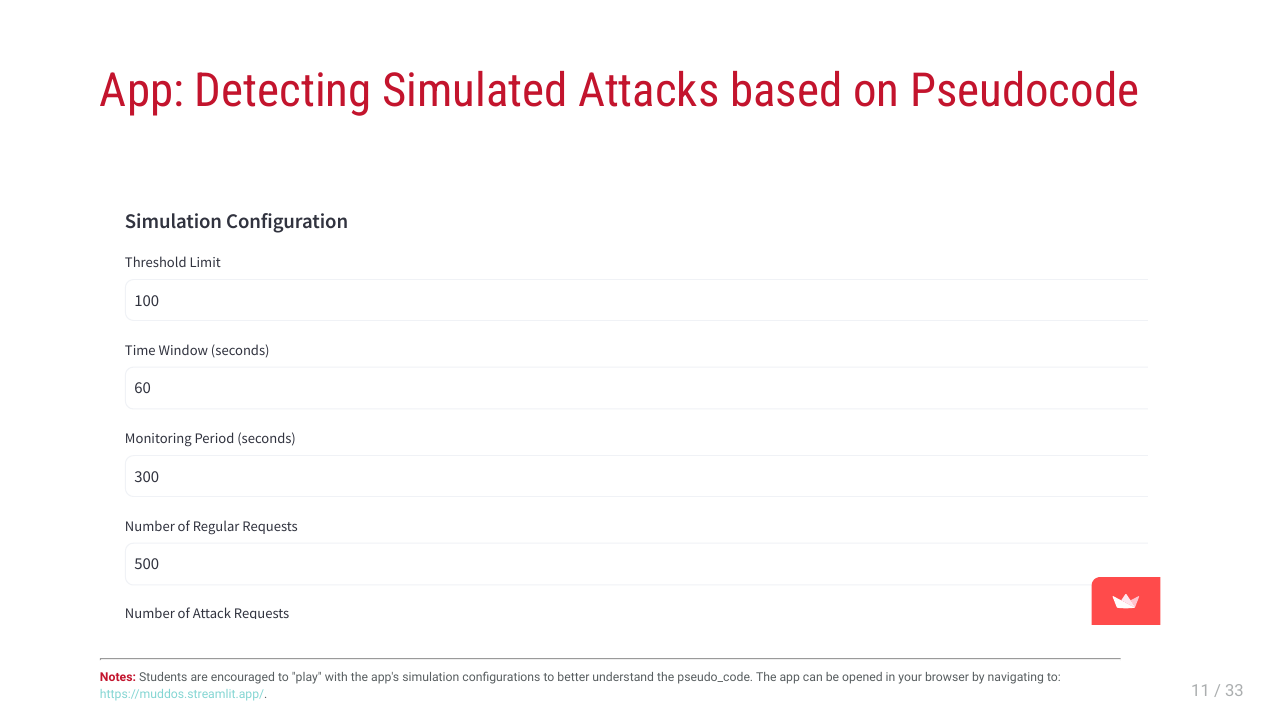 App: Detecting Simulated Attacks based on Pseudocode
Simulation Configuration
Threshold Limit
100
Time Window (seconds)
60
Monitoring Period (seconds)
300
Number of Regular Requests
500
Number of Attack Requests
Notes: Students are encouraged to "play" with the app's simulation configurations to better understand the pseudo_code. The app can be opened in your browser by navigating to:
https://muddos.streamlit.app/.
11 / 33